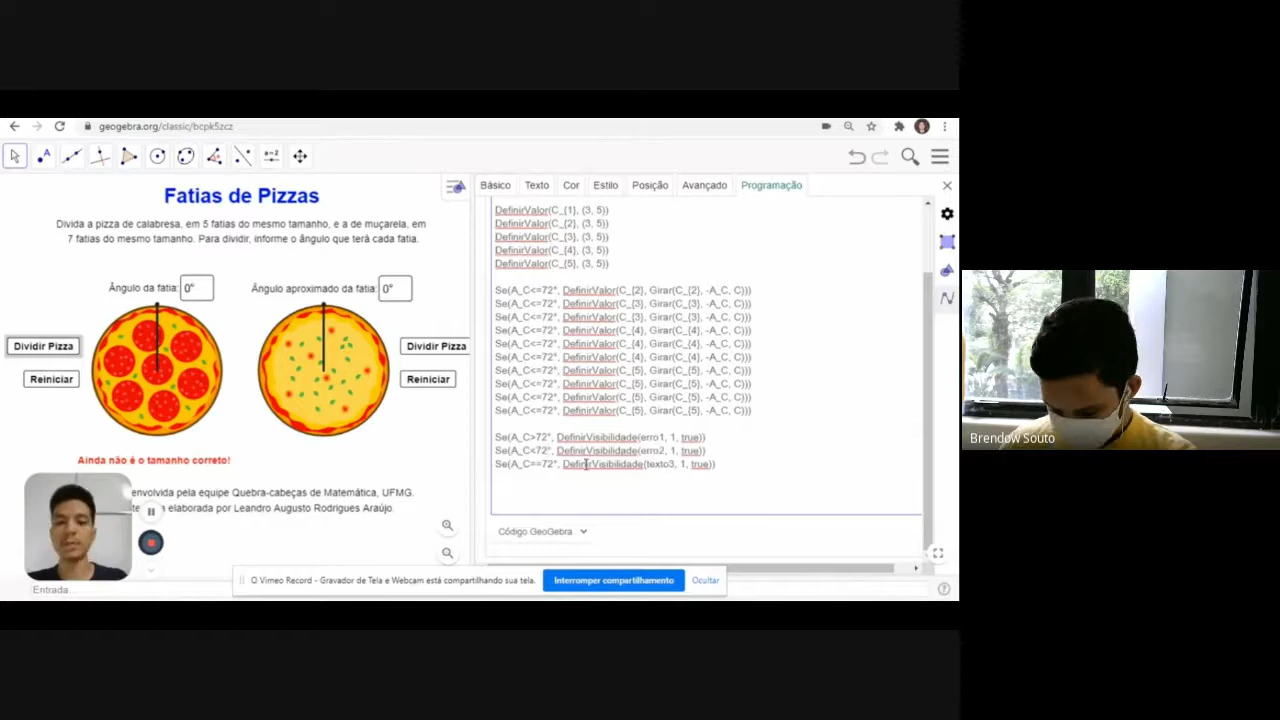 geogebra.org/classic/bcpk5zcz
Fatias de Pizzas
Divida a pizza de calabresa, em 5 fatias do mesmo tamanho, e a de muçarela, em
7 fatias do mesmo tamanho. Para dividir, informe o ângulo que terá cada fatia.
Ângulo da fatia: 0°
Ângulo aproximado da fatia: 0°
Dividir Pizza
Reiniciar
Dividir Pizza
Reiniciar
Ainda não é o tamanho correto!
envolvida pela equipe Quebra-cabeças de Matemática, UFMG.
elaborada por Leandro Augusto Rodrigues Araújo
Entrada...
Básico Texto Cor Estilo Posição Avançado Programação
DefinirValor(C_{1}, (3, 5))
DefinirValor(C_{2}, (3, 5))
DefinirValor(C_{3}, (3, 5))
DefinirValor(C_{4}, (3, 5))
DefinirValor(C_{5}, (3, 5))
Se(A_C<=72°, DefinirValor(C_{2}, Girar(C_{2}, -A_C, C)))
Se(A_C<=72°, DefinirValor(C_{3}, Girar(C_{3}, -A_C, C)))
Se(A_C<=72°, DefinirValor(C_{3}, Girar(C_{3}, -A_C, C)))
Se(A_C<=72°, DefinirValor(C_{4}, Girar(C_{4}, -A_C, C)))
Se(A_C<=72°, DefinirValor(C_{4}, Girar(C_{4}, -A_C, C)))
Se(A_C<=72°, DefinirValor(C_{4}, Girar(C_{4}, -A_C, C)))
Se(A_C<=72°, DefinirValor(C_{5}, Girar(C_{5}, -A_C, C)))
Se(A_C<=72°, DefinirValor(C_{5}, Girar(C_{5}, -A_C, C)))
Se(A_C<=72°, DefinirValor(C_{5}, Girar(C_{5}, -A_C, C)))
Se(A_C<=72°, DefinirValor(C_{5}, Girar(C_{5}, -A_C, C)))
Se(A_C>72°, DefinirVisibilidade(erro1, 1, true))
Se(A_C<72°, DefinirVisibilidade(erro2, 1, true))
Se(A_C==72°, DefinirVisibilidade(texto3, 1, true))
Código GeoGebra
O Vimeo Record - Gravador de Tela e Webcam está compartilhando sua tela. Interromper compartilhamento Ocultar
Brendow Souto